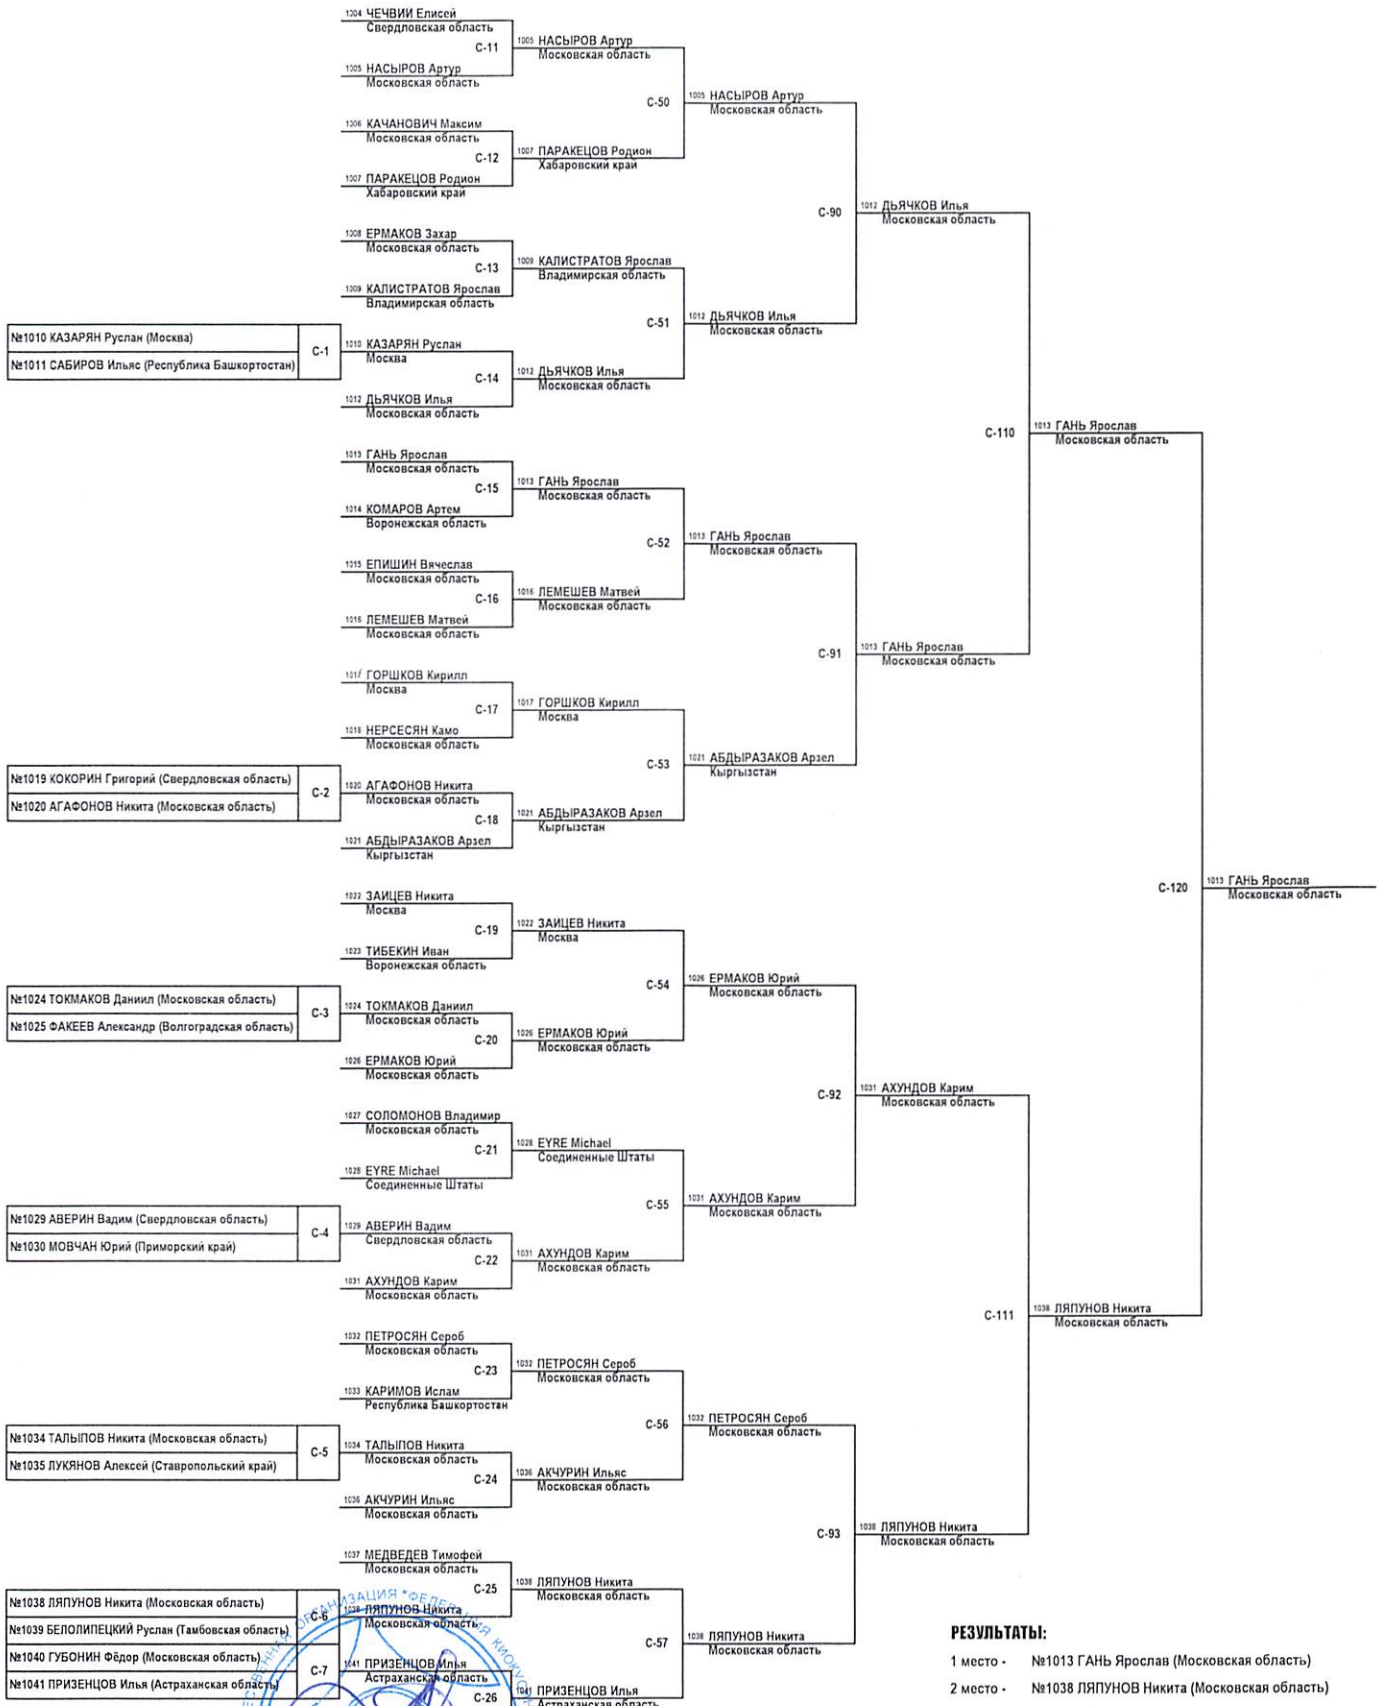 1004 ЧЕЧВИИ Елисей
Свердловская область
С-11
1005 НАСЫРОВ Артур
Московская область
1005 НАСЫРОВ Артур
Московская область
С-50
1005 НАСЫРОВ Артур
Московская область
1006 КАЧАНОВИЧ Максим
Московская область
С-12
1007 ПАРАКЕЦОВ Родион
Хабаровский край
1007 ПАРАКЕЦОВ Родион
Хабаровский край
С-90
1012 ДЬЯЧКОВ Илья
Московская область
1008 ЕРМАКОВ Захар
Московская область
С-13
1009 КАЛИСТРАТОВ Ярослав
Владимирская область
1009 КАЛИСТРАТОВ Ярослав
Владимирская область
С-51
1012 ДЬЯЧКОВ Илья
Московская область
№1010 КАЗАРЯН Руслан (Москва)
№1011 САБИРОВ Ильяс (Республика Башкортостан)
С-1
1010 КАЗАРЯН Руслан
Москва
С-14
1012 ДЬЯЧКОВ Илья
Московская область
1012 ДЬЯЧКОВ Илья
Московская область
С-110
1013 ГАНЬ Ярослав
Московская область
1013 ГАНЬ Ярослав
Московская область
С-15
1013 ГАНЬ Ярослав
Московская область
1014 КОМАРОВ Артем
Воронежская область
С-52
1013 ГАНЬ Ярослав
Московская область
1015 ЕПИШИН Вячеслав
Московская область
С-16
1016 ЛЕМЕШЕВ Матвей
Московская область
1016 ЛЕМЕШЕВ Матвей
Московская область
С-91
1013 ГАНЬ Ярослав
Московская область
1017 ГОРШКОВ Кирилл
Москва
С-17
1017 ГОРШКОВ Кирилл
Москва
1018 НЕРСЕСЯН Камо
Московская область
С-53
1021 АБДЫРАЗАКОВ Арзел
Кыргызстан
№1019 КОКОРИН Григорий (Свердловская область)
№1020 АГАФОНОВ Никита (Московская область)
С-2
1020 АГАФОНОВ Никита
Московская область
С-18
1021 АБДЫРАЗАКОВ Арзел
Кыргызстан
1021 АБДЫРАЗАКОВ Арзел
Кыргызстан
С-120
1013 ГАНЬ Ярослав
Московская область
1022 ЗАИЦЕВ Никита
Москва
С-19
1022 ЗАИЦЕВ Никита
Москва
1023 ТИБЕКИН Иван
Воронежская область
С-54
1026 ЕРМАКОВ Юрий
Московская область
№1024 ТОКМАКОВ Даниил (Московская область)
№1025 ФАКЕЕВ Александр (Волгоградская область)
С-3
1024 ТОКМАКОВ Даниил
Московская область
С-20
1026 ЕРМАКОВ Юрий
Московская область
1026 ЕРМАКОВ Юрий
Московская область
С-92
1031 АХУНДОВ Карим
Московская область
1027 СОЛОМОНОВ Владимир
Московская область
С-21
1028 EYRE Michael
Соединенные Штаты
1028 EYRE Michael
Соединенные Штаты
С-55
1031 АХУНДОВ Карим
Московская область
№1029 АВЕРИН Вадим (Свердловская область)
№1030 МОВЧАН Юрий (Приморский край)
С-4
1029 АВЕРИН Вадим
Свердловская область
С-22
1031 АХУНДОВ Карим
Московская область
1031 АХУНДОВ Карим
Московская область
С-111
1038 ЛЯПУНОВ Никита
Московская область
1032 ПЕТРОСЯН Сероб
Московская область
С-23
1032 ПЕТРОСЯН Сероб
Московская область
1033 КАРИМОВ Ислам
Республика Башкортостан
С-56
1032 ПЕТРОСЯН Сероб
Московская область
№1034 ТАЛЫПОВ Никита (Московская область)
№1035 ЛУКЯНОВ Алексей (Ставропольский край)
С-5
1034 ТАЛЫПОВ Никита
Московская область
С-24
1036 АКЧУРИН Ильяс
Московская область
1036 АКЧУРИН Ильяс
Московская область
С-93
1038 ЛЯПУНОВ Никита
Московская область
1037 МЕДВЕДЕВ Тимофей
Московская область
С-25
1038 ЛЯПУНОВ Никита
Московская область
№1038 ЛЯПУНОВ Никита (Московская область)
№1039 БЕЛОЛИПЕЦКИЙ Руслан (Тамбовская область)
С-6
1038 ЛЯПУНОВ Никита
Московская область
С-57
1038 ЛЯПУНОВ Никита
Московская область
№1040 ГУБОНИН Фёдор (Московская область)
№1041 ПРИЗЕНЦОВ Илья (Астраханская область)
С-7
1041 ПРИЗЕНЦОВ Илья
Астраханская область
С-26
1041 ПРИЗЕНЦОВ Илья
Астраханская область
РЕЗУЛЬТАТЫ:
1 место - №1013 ГАНЬ Ярослав (Московская область)
2 место - №1038 ЛЯПУНОВ Никита (Московская область)